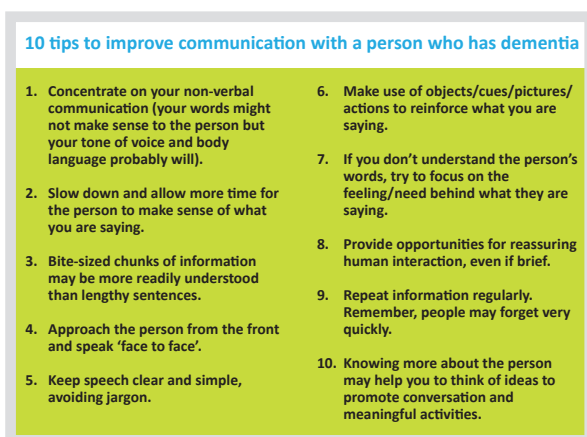 10 tips to improve communication with a person who has dementia
1. Concentrate on your non-verbal
communication (your words might
not make sense to the person but
your tone of voice and body
language probably will).
2. Slow down and allow more time for
the person to make sense of what
you are saying.
3. Bite-sized chunks of information
may be more readily understood
than lengthy sentences.
4. Approach the person from the front
and speak ‘face to face’.
5. Keep speech clear and simple,
avoiding jargon.
6. Make use of objects/cues/pictures/
actions to reinforce what you are
saying.
7. If you don’t understand the person’s
words, try to focus on the
feeling/need behind what they are
saying.
8. Provide opportunities for reassuring
human interaction, even if brief.
9. Repeat information regularly.
Remember, people may forget very
quickly.
10. Knowing more about the person
may help you to think of ideas to
promote conversation and
meaningful activities.